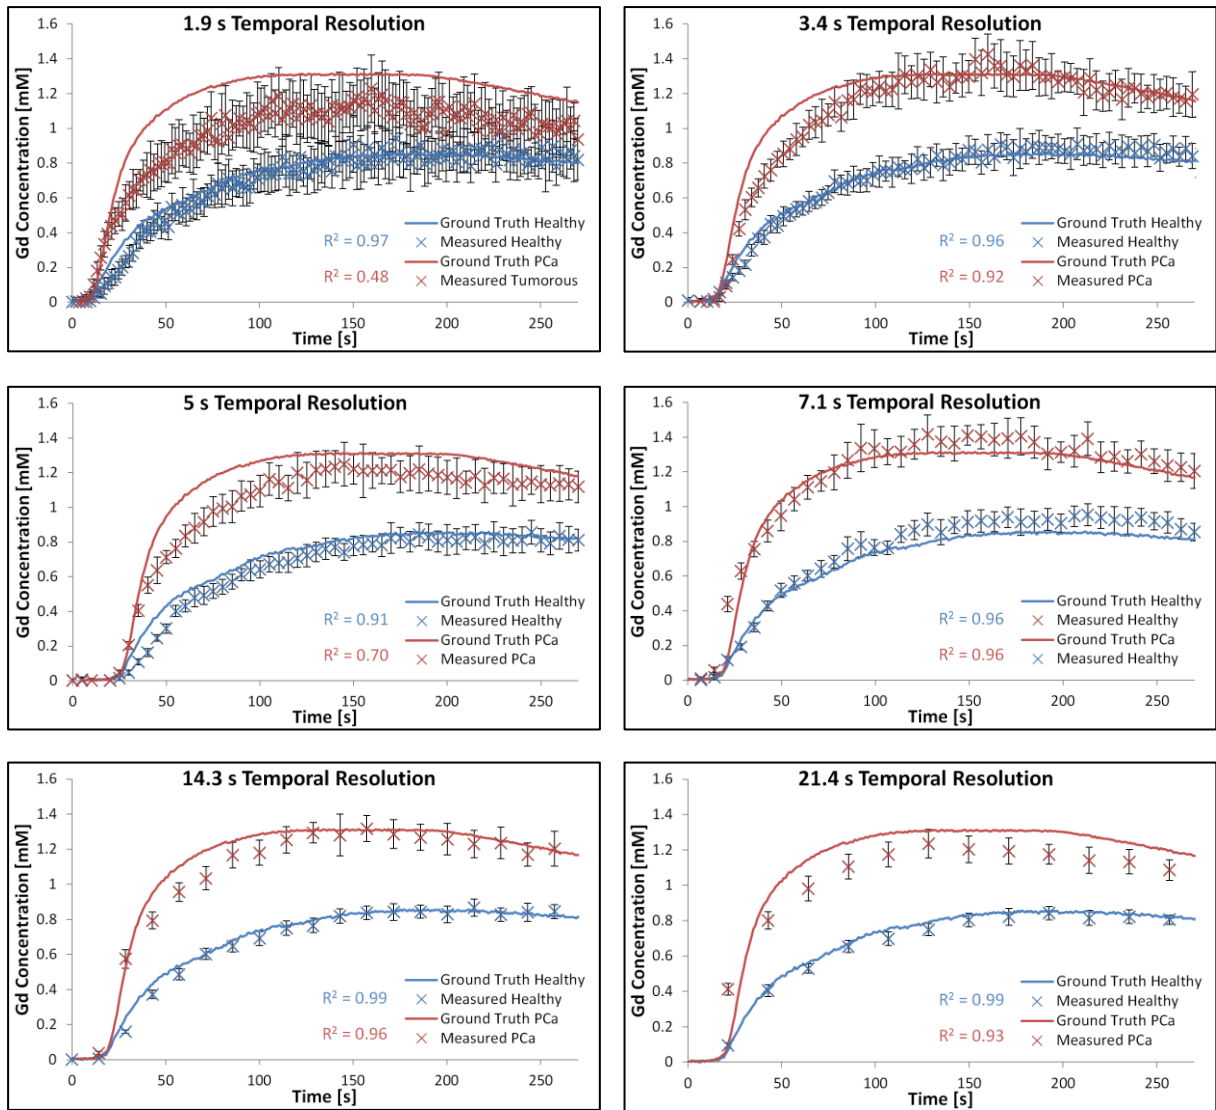 1.9 s Temporal Resolution
Gd Concentration [mM]
1.6
1.4
1.2
1
0.8
0.6
0.4
0.2
0
0 50 100 150 200 250
Time [s]
R² = 0.97
R² = 0.48
Ground Truth Healthy
Measured Healthy
Ground Truth PCa
Measured Tumorous
3.4 s Temporal Resolution
Gd Concentration [mM]
1.6
1.4
1.2
1
0.8
0.6
0.4
0.2
0
0 50 100 150 200 250
Time [s]
R² = 0.96
R² = 0.92
Ground Truth Healthy
Measured Healthy
Ground Truth PCa
Measured PCa
5 s Temporal Resolution
Gd Concentration [mM]
1.6
1.4
1.2
1
0.8
0.6
0.4
0.2
0
0 50 100 150 200 250
Time [s]
R² = 0.91
R² = 0.70
Ground Truth Healthy
Measured Healthy
Ground Truth PCa
Measured PCa
7.1 s Temporal Resolution
Gd Concentration [mM]
1.6
1.4
1.2
1
0.8
0.6
0.4
0.2
0
0 50 100 150 200 250
Time [s]
R² = 0.96
R² = 0.96
Ground Truth Healthy
Measured Healthy
Ground Truth PCa
Measured Healthy
14.3 s Temporal Resolution
Gd Concentration [mM]
1.6
1.4
1.2
1
0.8
0.6
0.4
0.2
0
0 50 100 150 200 250
Time [s]
R² = 0.99
R² = 0.96
Ground Truth Healthy
Measured Healthy
Ground Truth PCa
Measured PCa
21.4 s Temporal Resolution
Gd Concentration [mM]
1.6
1.4
1.2
1
0.8
0.6
0.4
0.2
0
0 50 100 150 200 250
Time [s]
R² = 0.99
R² = 0.93
Ground Truth Healthy
Measured Healthy
Ground Truth PCa
Measured PCa